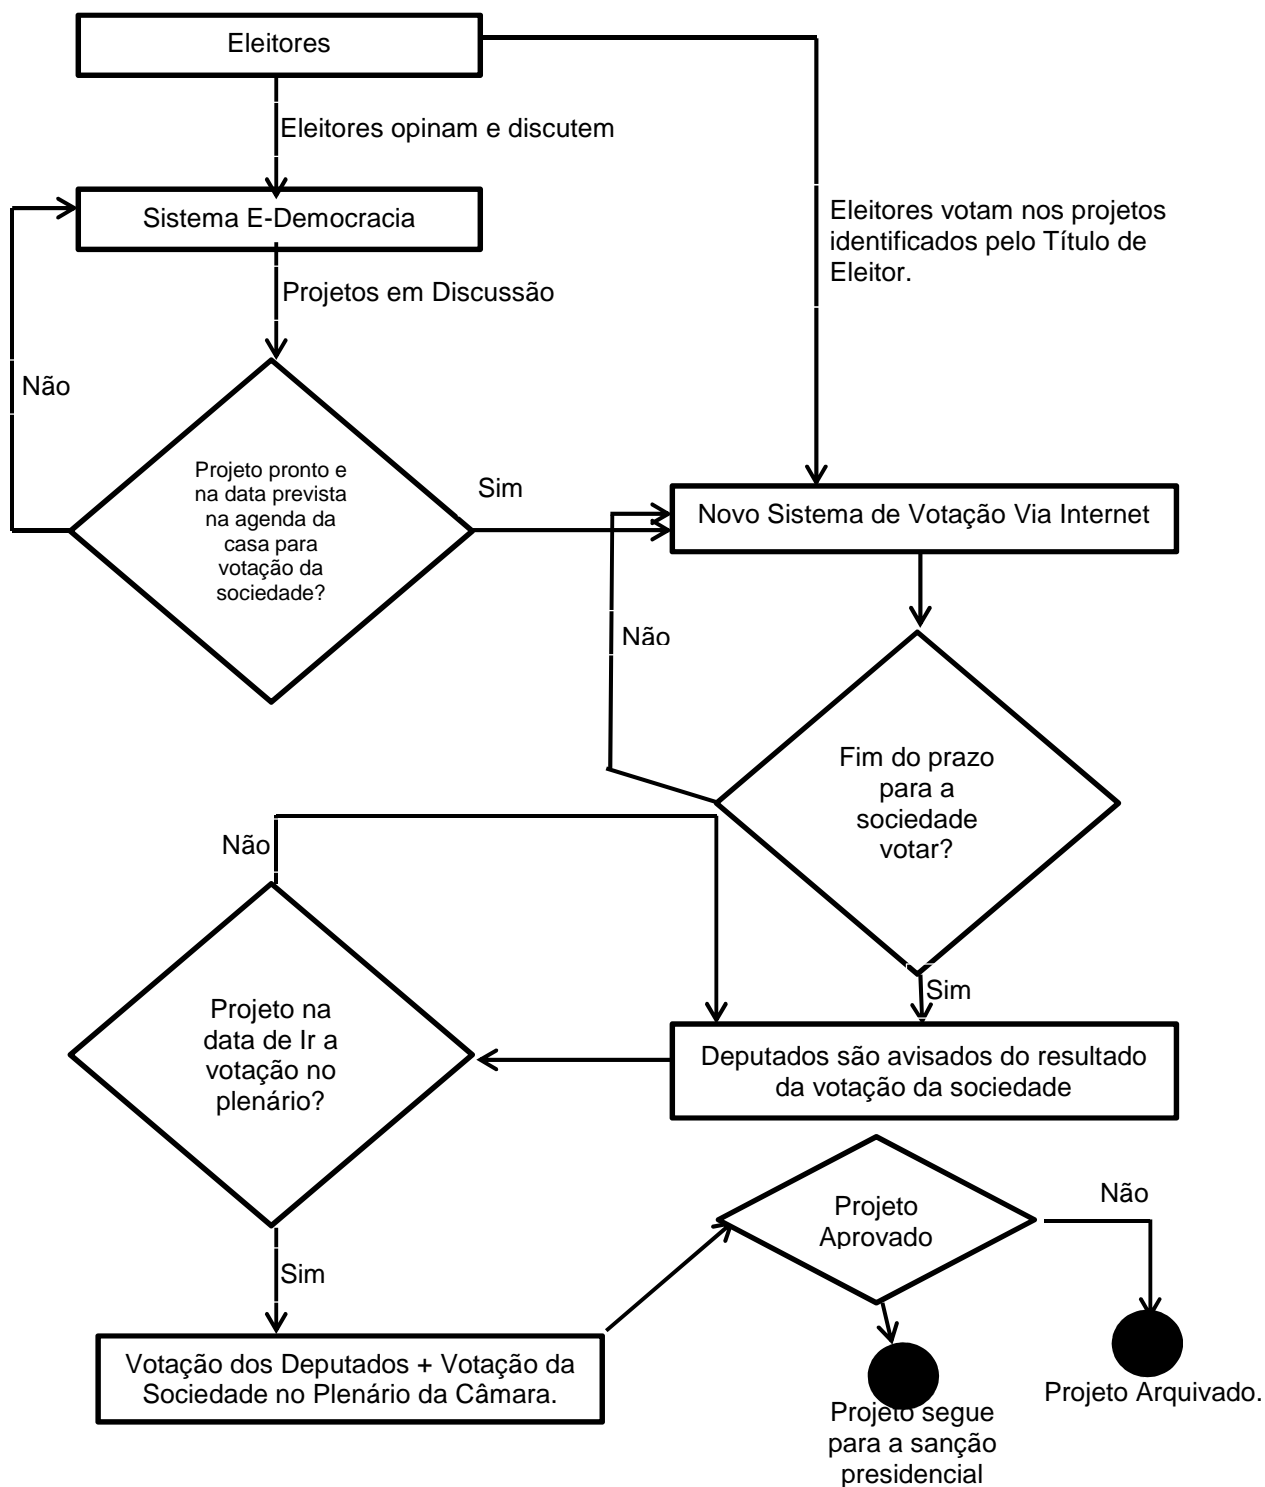 Eleitores
Eleitores opinam e discutem
Sistema E-Democracia
Eleitores votam nos projetos
identificados pelo Título de
Eleitor.
Projetos em Discussão
Não
Projeto pronto e
na data prevista
na agenda da
casa para
votação da
sociedade?
Sim
Novo Sistema de Votação Via Internet
Não
Fim do prazo
para a
sociedade
votar?
Não
Sim
Projeto na
data de Ir a
votação no
plenário?
Deputados são avisados do resultado
da votação da sociedade
Projeto
Aprovado
Não
Sim
Votação dos Deputados + Votação da
Sociedade no Plenário da Câmara.
Projeto Arquivado.
Projeto segue
para a sanção
presidencial